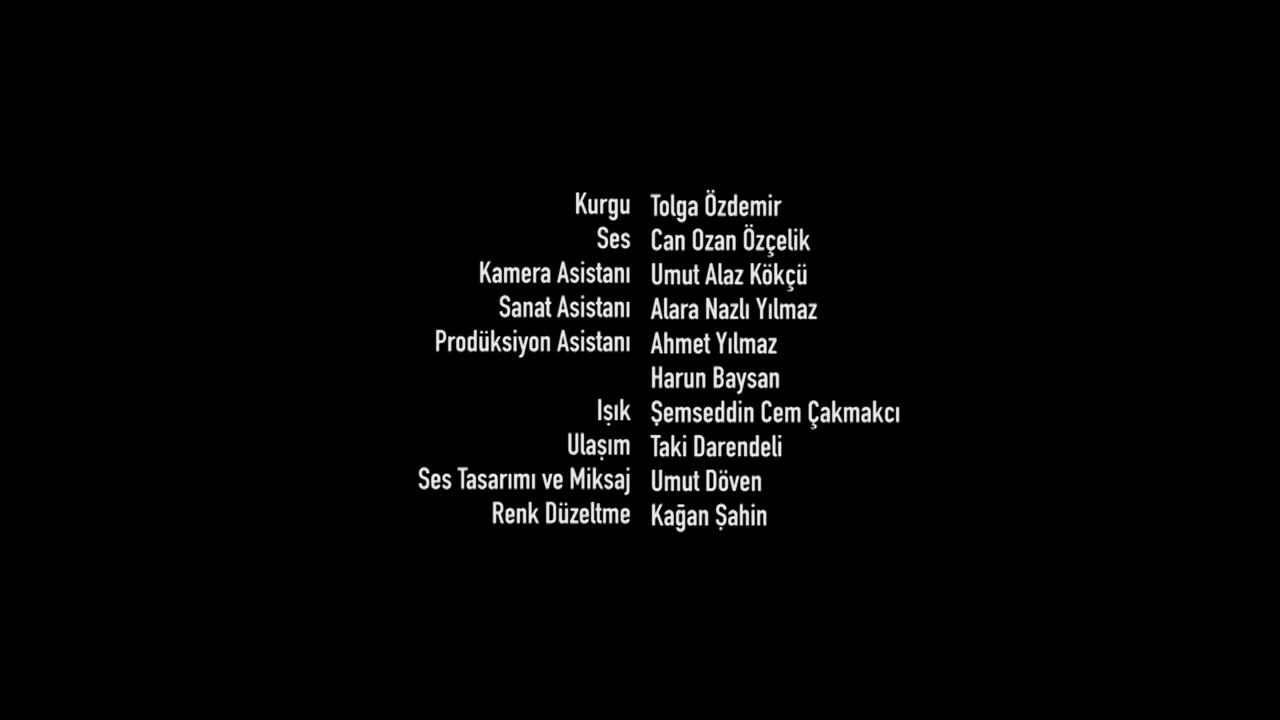 Kurgu Tolga Özdemir
Ses Can Ozan Özçelik
Kamera Asistanı Umut Alaz Kökçü
Sanat Asistanı Alara Nazlı Yılmaz
Prodüksiyon Asistanı Ahmet Yılmaz
Harun Baysan
Işık Şemseddin Cem Çakmakcı
Ulaşım Taki Darendeli
Ses Tasarımı ve Miksaj Umut Döven
Renk Düzeltme Kağan Şahin